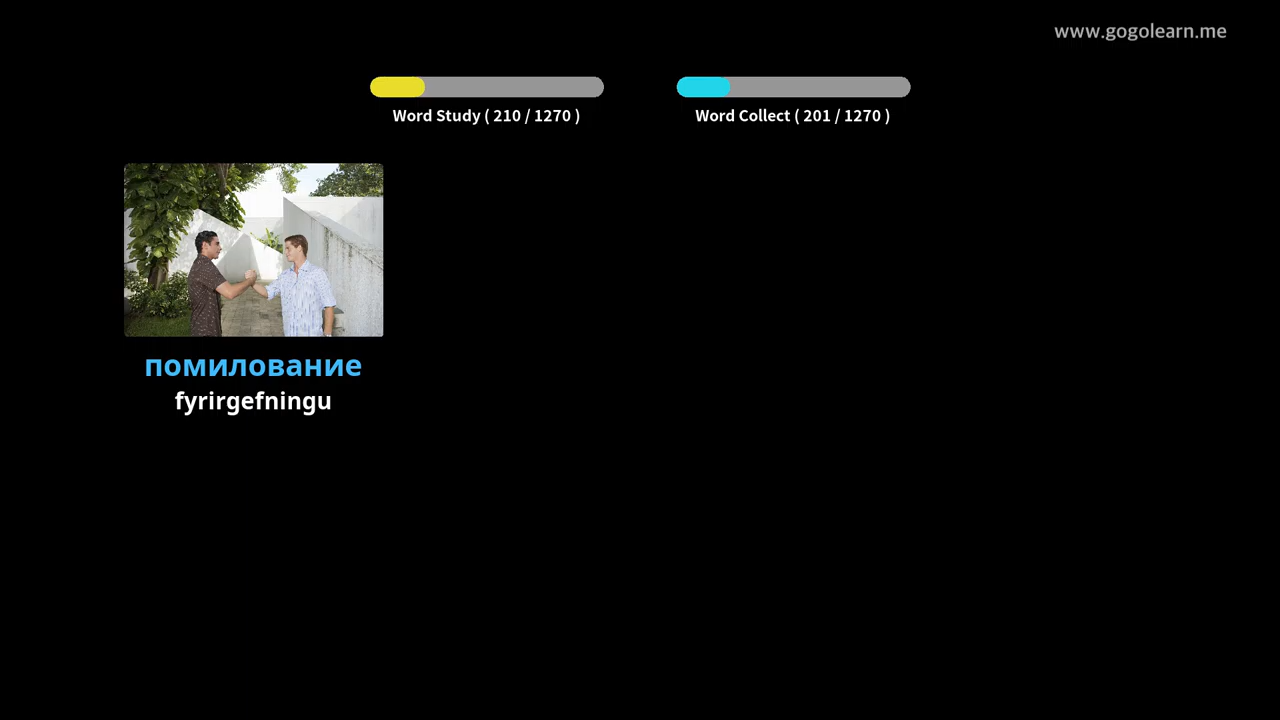 www.gogolearn.me
Word Study ( 210 / 1270 )
Word Collect ( 201 / 1270 )
помилование
fyrirgefningu